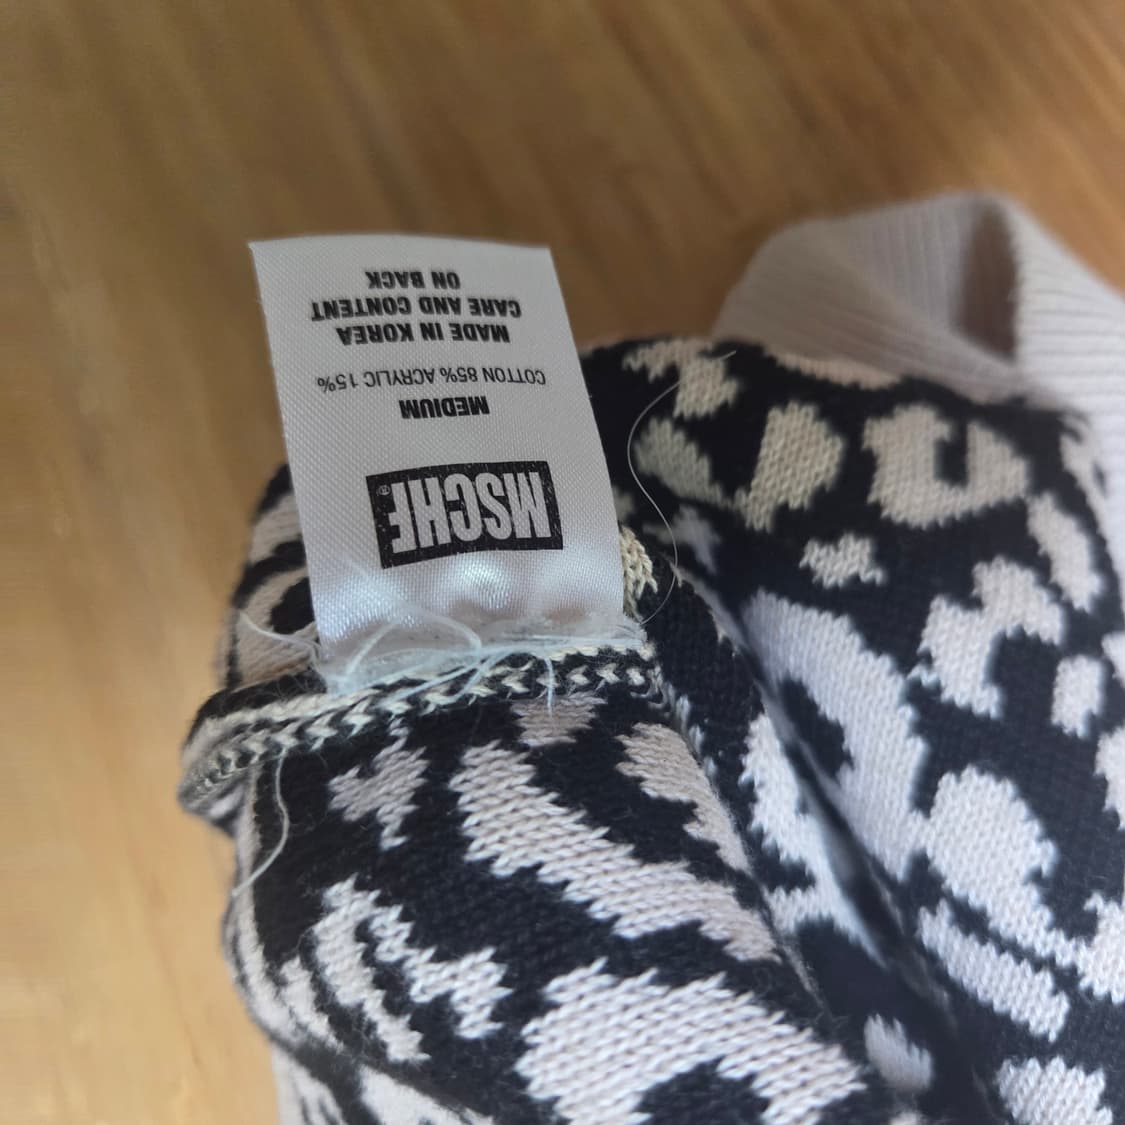 MSCHF®
MEDIUM
COTTON 85% ACRYLIC 15%
MADE IN KOREA
CARE AND CONTENT
ON BACK